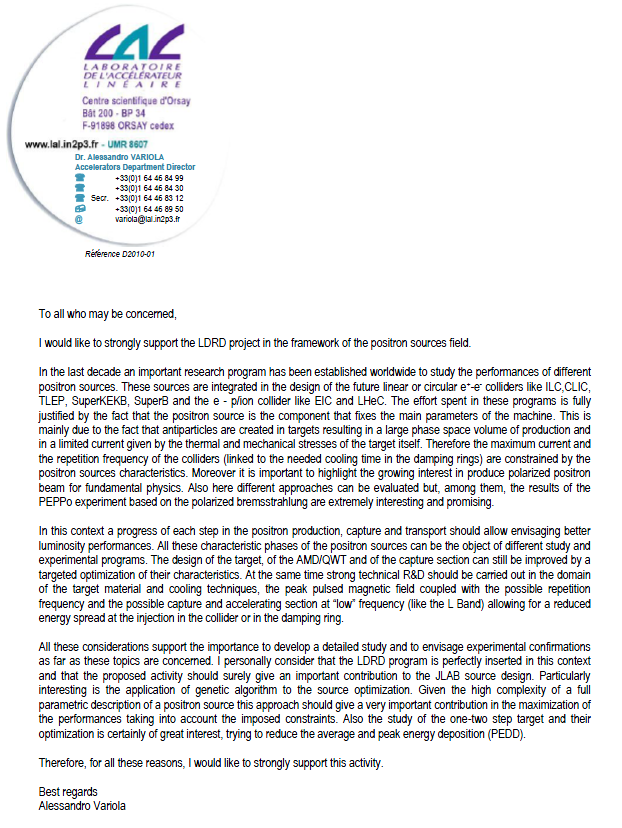 LAL
LABORATOIRE
DE L'ACCÉLÉRATEUR
LINÉAIRE
Centre scientifique d'Orsay
Bât 200 - BP 34
F-91898 ORSAY cedex
www.lal.in2p3.fr - UMR 8607
Dr. Alessandro VARIOLA
Accelerators Department Director
+33(0)1 64 46 84 99
+33(0)1 64 46 84 30
Secr. +33(0)1 64 46 83 12
+33(0)1 64 46 89 50
@ variola@lal.in2p3.fr
Référence D2010-01
To all who may be concerned,
I would like to strongly support the LDRD project in the framework of the positron sources field.
In the last decade an important research program has been established worldwide to study the performances of different
positron sources. These sources are integrated in the design of the future linear or circular e⁺-e⁻ colliders like ILC,CLIC,
TLEP, SuperKEKB, SuperB and the e - p/ion collider like EIC and LHeC. The effort spent in these programs is fully
justified by the fact that the positron source is the component that fixes the main parameters of the machine. This is
mainly due to the fact that antiparticles are created in targets resulting in a large phase space volume of production and
in a limited current given by the thermal and mechanical stresses of the target itself. Therefore the maximum current and
the repetition frequency of the colliders (linked to the needed cooling time in the damping rings) are constrained by the
positron sources characteristics. Moreover it is important to highlight the growing interest in produce polarized positron
beam for fundamental physics. Also here different approaches can be evaluated but, among them, the results of the
PEPPo experiment based on the polarized bremsstrahlung are extremely interesting and promising.
In this context a progress of each step in the positron production, capture and transport should allow envisaging better
luminosity performances. All these characteristic phases of the positron sources can be the object of different study and
experimental programs. The design of the target, of the AMD/QWT and of the capture section can still be improved by a
targeted optimization of their characteristics. At the same time strong technical R&D should be carried out in the domain
of the target material and cooling techniques, the peak pulsed magnetic field coupled with the possible repetition
frequency and the possible capture and accelerating section at “low” frequency (like the L Band) allowing for a reduced
energy spread at the injection in the collider or in the damping ring.
All these considerations support the importance to develop a detailed study and to envisage experimental confirmations
as far as these topics are concerned. I personally consider that the LDRD program is perfectly inserted in this context
and that the proposed activity should surely give an important contribution to the JLAB source design. Particularly
interesting is the application of genetic algorithm to the source optimization. Given the high complexity of a full
parametric description of a positron source this approach should give a very important contribution in the maximization of
the performances taking into account the imposed constraints. Also the study of the one-two step target and their
optimization is certainly of great interest, trying to reduce the average and peak energy deposition (PEDD).
Therefore, for all these reasons, I would like to strongly support this activity.
Best regards
Alessandro Variola